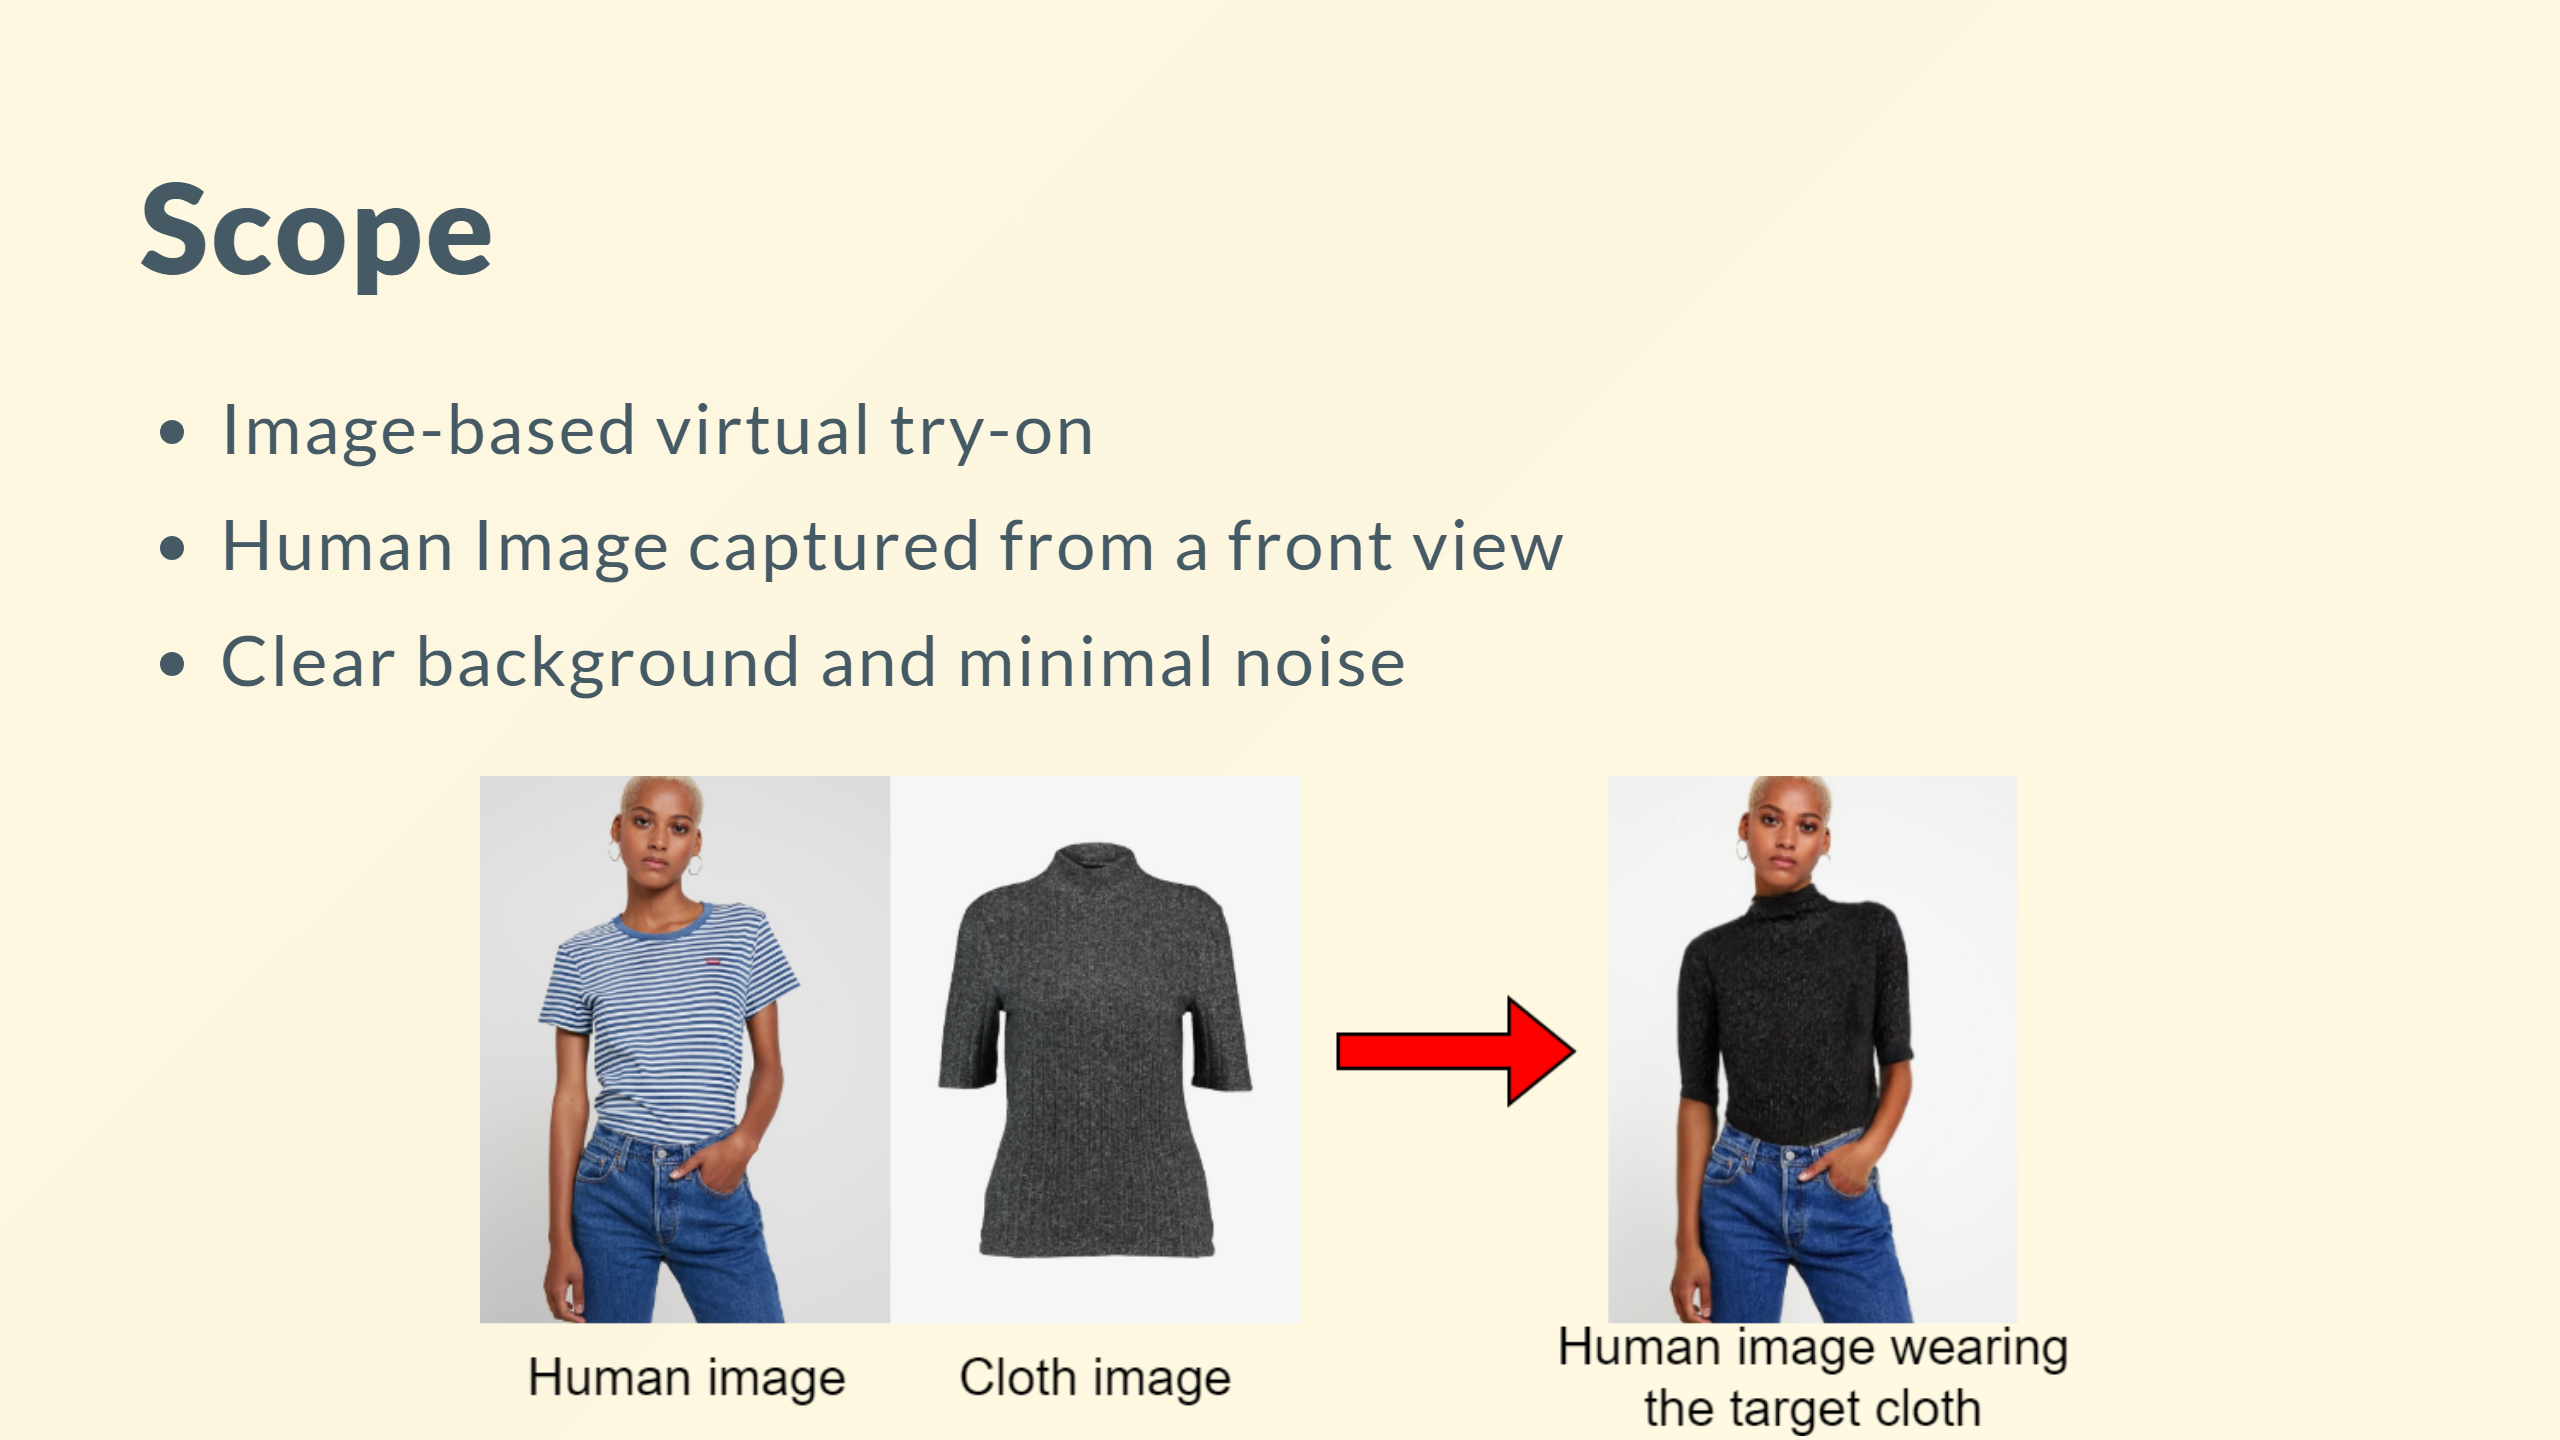 Scope
• Image-based virtual try-on
• Human Image captured from a front view
• Clear background and minimal noise
Human image
Cloth image
Human image wearing
the target cloth